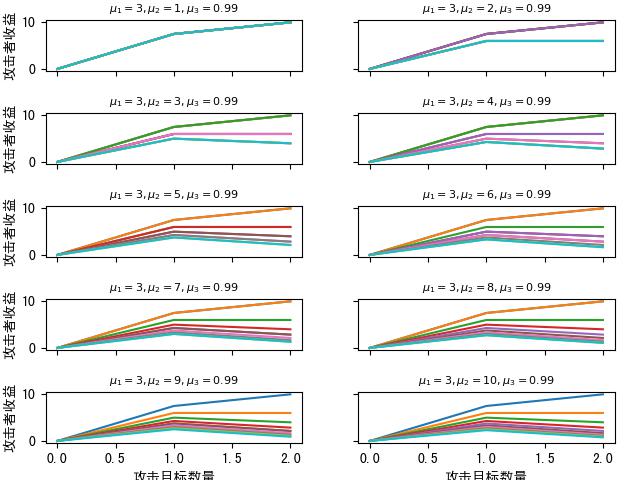 μ₁ = 3, μ₂ = 1, μ₃ = 0.99
μ₁ = 3, μ₂ = 2, μ₃ = 0.99
10
0
攻击者收益
μ₁ = 3, μ₂ = 3, μ₃ = 0.99
μ₁ = 3, μ₂ = 4, μ₃ = 0.99
10
0
攻击者收益
μ₁ = 3, μ₂ = 5, μ₃ = 0.99
μ₁ = 3, μ₂ = 6, μ₃ = 0.99
10
0
攻击者收益
μ₁ = 3, μ₂ = 7, μ₃ = 0.99
μ₁ = 3, μ₂ = 8, μ₃ = 0.99
10
0
攻击者收益
μ₁ = 3, μ₂ = 9, μ₃ = 0.99
μ₁ = 3, μ₂ = 10, μ₃ = 0.99
10
0
攻击者收益
0.0 0.5 1.0 1.5 2.0
0.0 0.5 1.0 1.5 2.0
攻击目标数量
攻击目标数量